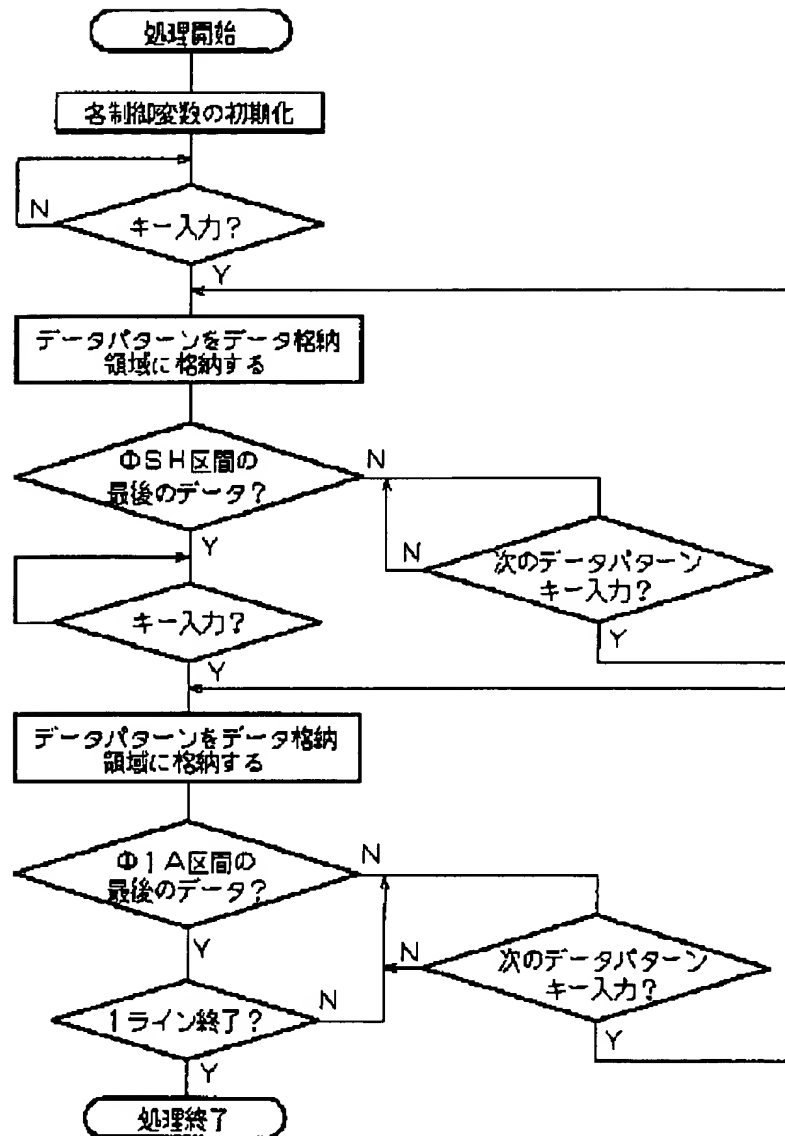 処理開始
各制御変数の初期化
キー入力?
N
Y
データパターンをデータ格納
領域に格納する
ΦSH区間の
最後のデータ?
N
Y
次のデータパターン
キー入力?
N
Y
キー入力?
Y
データパターンをデータ格納
領域に格納する
Φ1A区間の
最後のデータ?
N
Y
次のデータパターン
キー入力?
N
Y
1ライン終了?
N
Y
処理終了